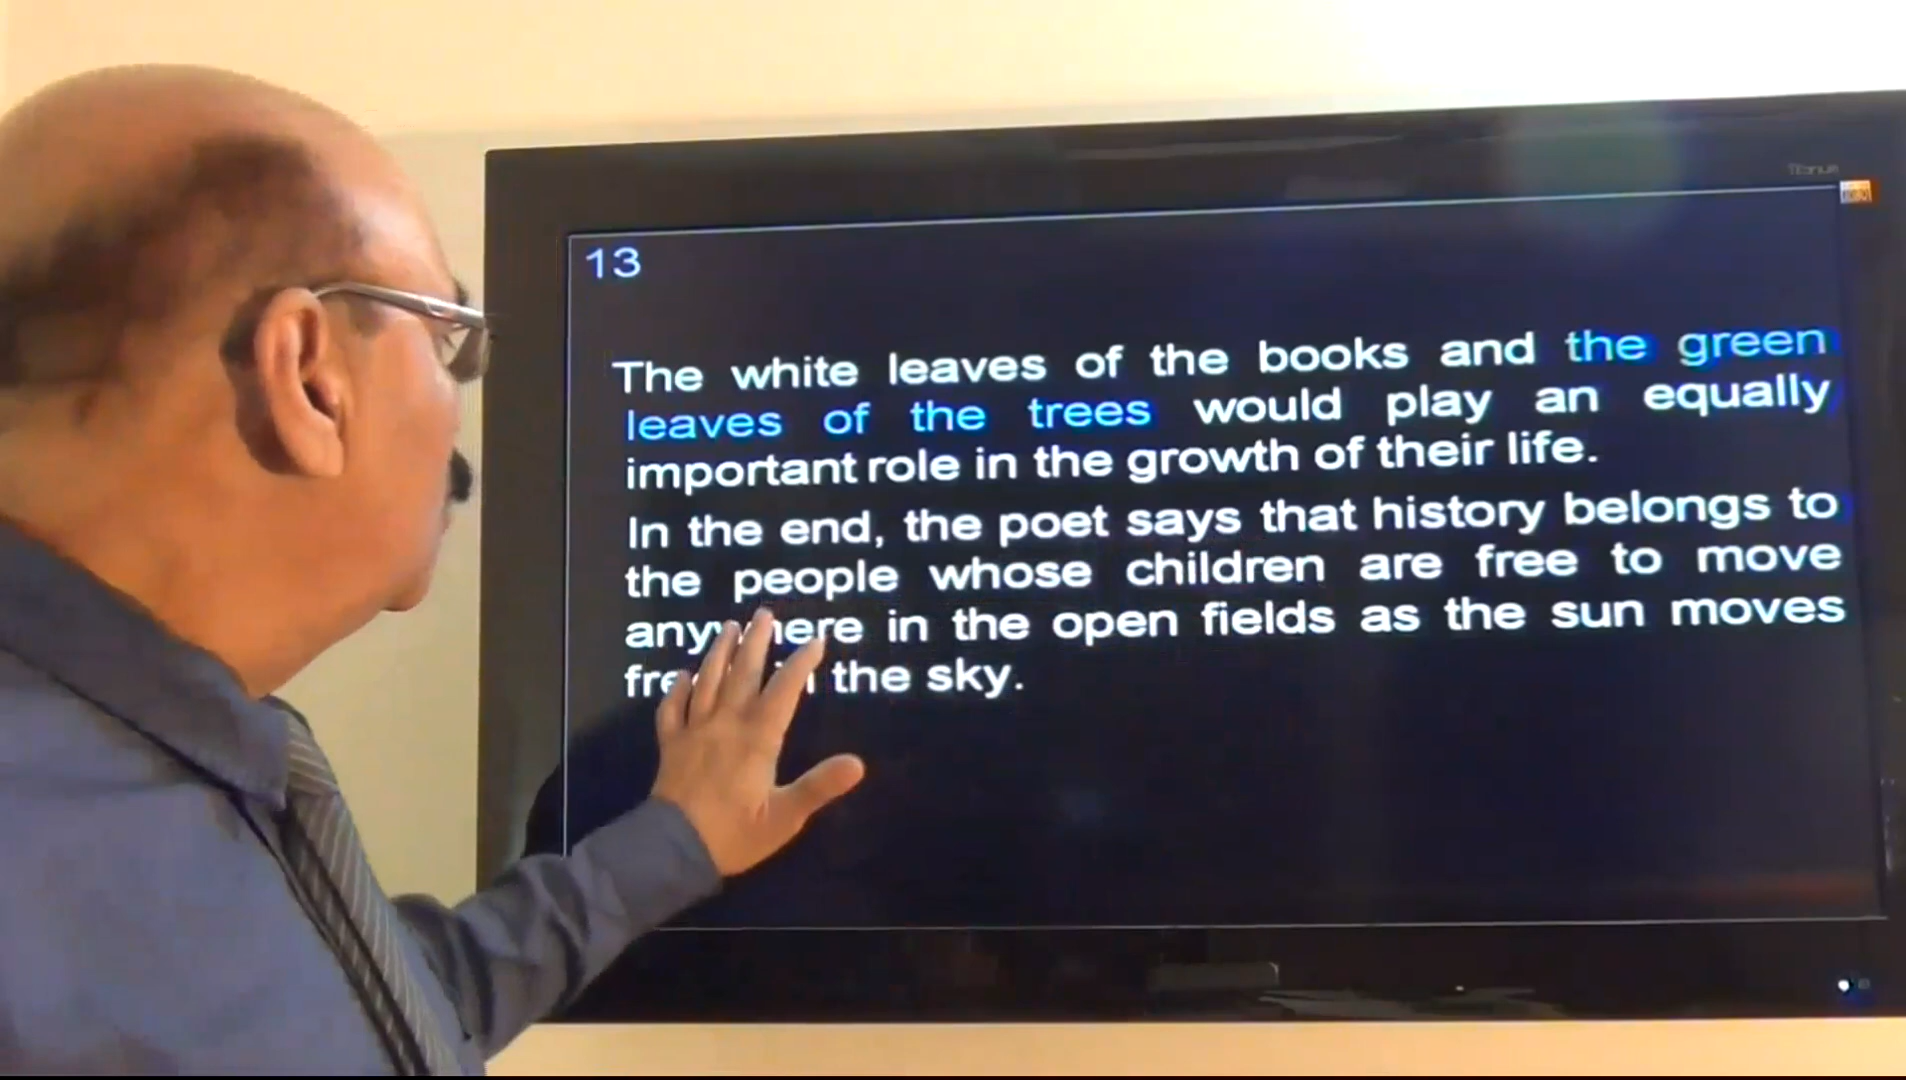 13
The white leaves of the books and the green
leaves of the trees would play an equally
important role in the growth of their life.
In the end, the poet says that history belongs to
the people whose children are free to move
in the open fields as the sun moves
the sky.